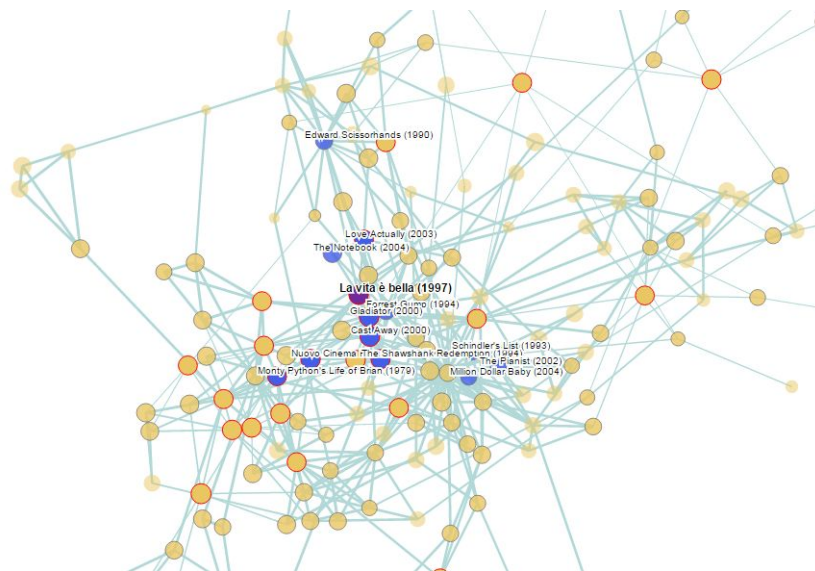 Edward Scissorhands (1990)
Love Actually (2003)
The Notebook (2004)
La vita è bella (1997)
Forrest Gump (1994)
Gladiator (2000)
Cast Away (2000)
Schindler's List (1993)
Nuovo Cinema
The Shawshank Redemption (1994)
The Pianist (2002)
Monty Python's Life of Brian (1979)
Million Dollar Baby (2004)